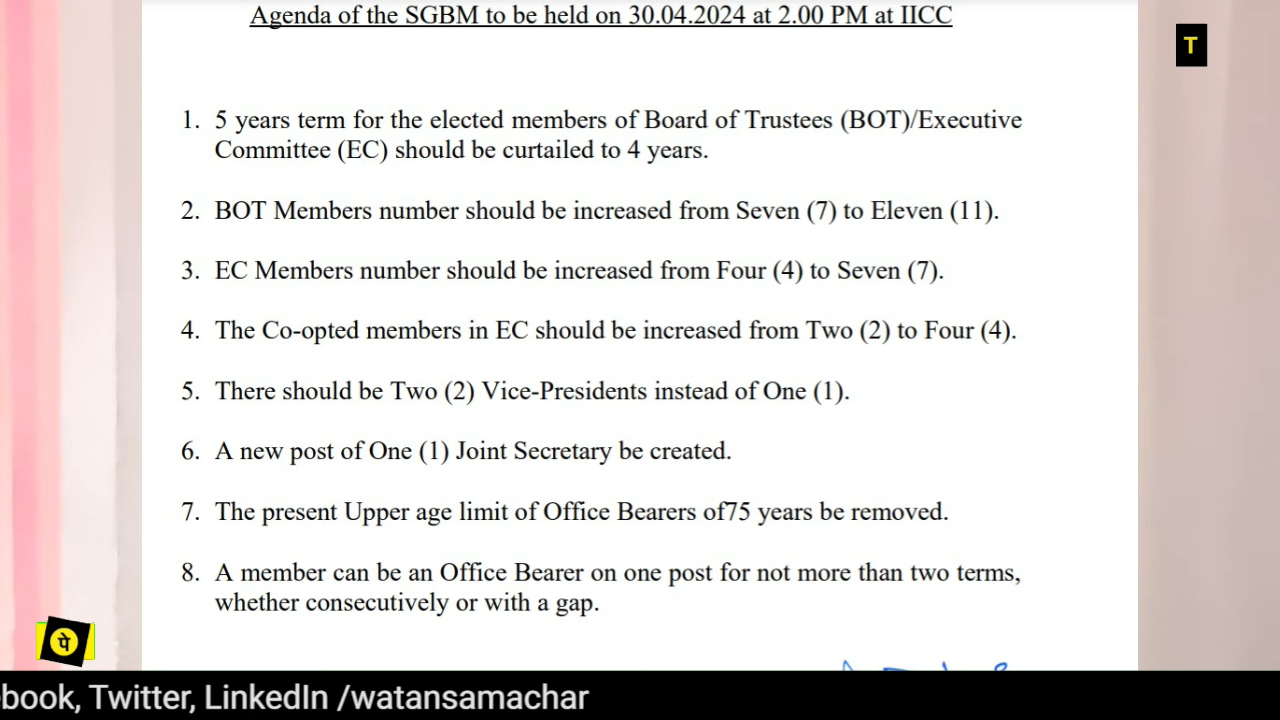 Agenda of the SGBM to be held on 30.04.2024 at 2.00 PM at IICC
T
1. 5 years term for the elected members of Board of Trustees (BOT)/Executive
Committee (EC) should be curtailed to 4 years.
2. BOT Members number should be increased from Seven (7) to Eleven (11).
3. EC Members number should be increased from Four (4) to Seven (7).
4. The Co-opted members in EC should be increased from Two (2) to Four (4).
5. There should be Two (2) Vice-Presidents instead of One (1).
6. A new post of One (1) Joint Secretary be created.
7. The present Upper age limit of Office Bearers of75 years be removed.
8. A member can be an Office Bearer on one post for not more than two terms,
whether consecutively or with a gap.
पे
ebook, Twitter, LinkedIn /watansamachar